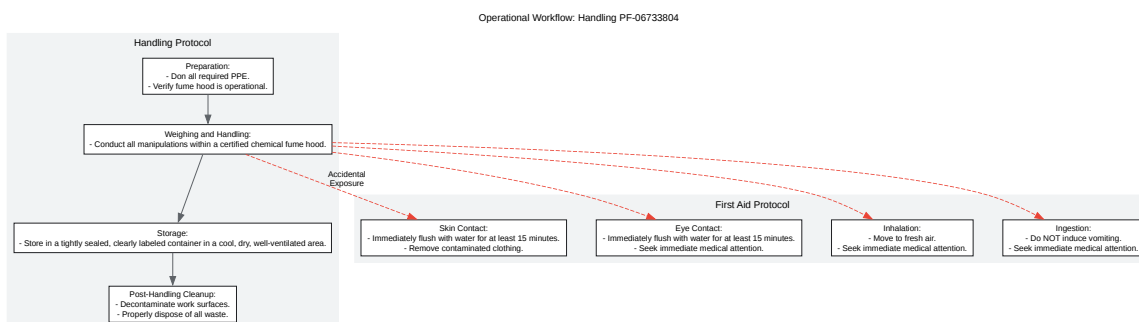 Operational Workflow: Handling PF-06733804
Handling Protocol
Preparation:
- Don all required PPE.
- Verify fume hood is operational.
Weighing and Handling:
- Conduct all manipulations within a certified chemical fume hood.
Accidental
Exposure
First Aid Protocol
Storage:
- Store in a tightly sealed, clearly labeled container in a cool, dry, well-ventilated area.
Skin Contact:
- Immediately flush with water for at least 15 minutes.
- Remove contaminated clothing.
Eye Contact:
- Immediately flush with water for at least 15 minutes.
- Seek immediate medical attention.
Inhalation:
- Move to fresh air.
- Seek immediate medical attention.
Ingestion:
- Do NOT induce vomiting.
- Seek immediate medical attention.
Post-Handling Cleanup:
- Decontaminate work surfaces.
- Properly dispose of all waste.